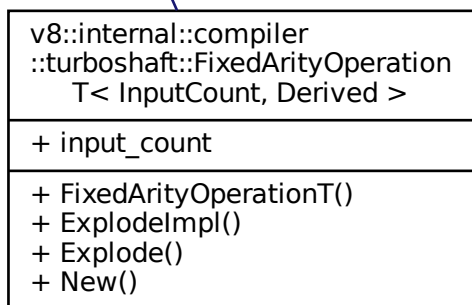 v8::internal::compiler
::turboshaft::FixedArityOperation
T< InputCount, Derived >
+ input_count
+ FixedArityOperationT()
+ ExplodeImpl()
+ Explode()
+ New()